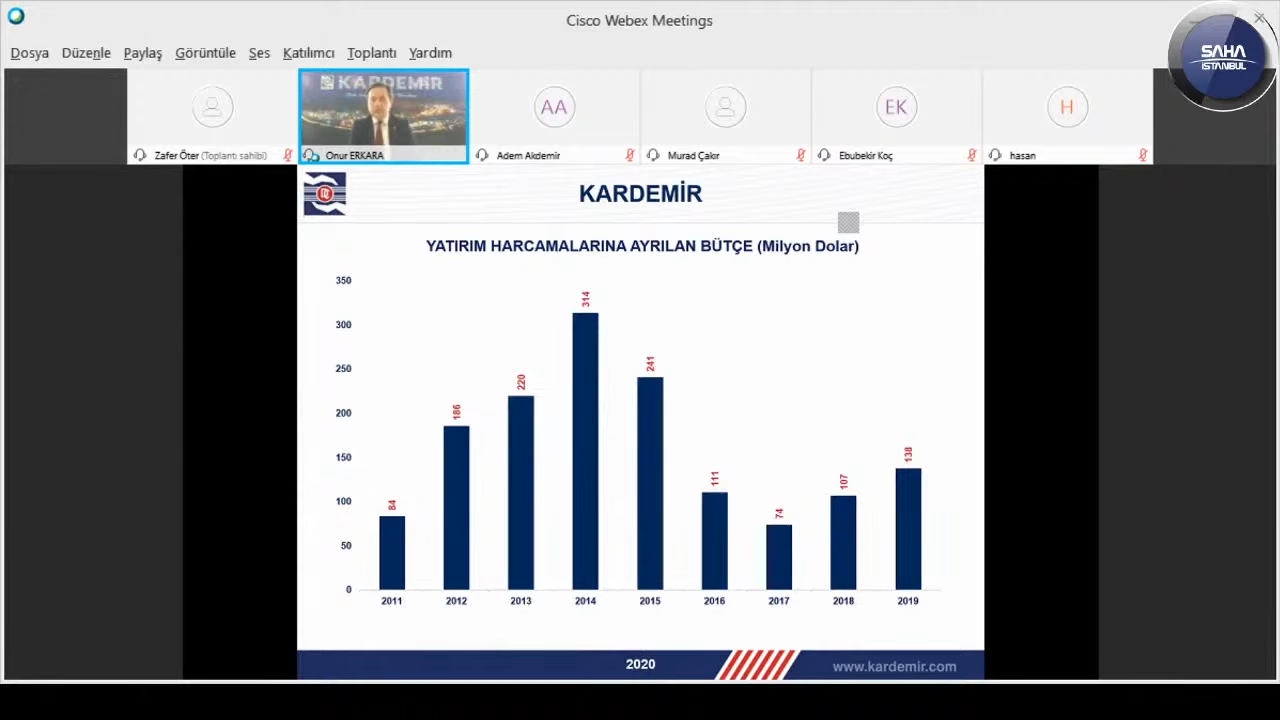 Cisco Webex Meetings
SAHA
ISTANBUL
Dosya Düzenle Paylaş Görüntüle Ses Katılımcı Toplantı Yardım
KARDEMİR
AA
EK
H
Zafer Öter (Toplantı sahibi)
Onur ERKARA
Adem Akdemir
Murad Çakır
Ebubekir Koç
hasan
KARDEMİR
YATIRIM HARCAMALARINA AYRILAN BÜTÇE (Milyon Dolar)
350
300
250
200
150
100
50
0
84
186
220
314
241
111
74
107
138
2011 2012 2013 2014 2015 2016 2017 2018 2019
2020
www.kardemir.com